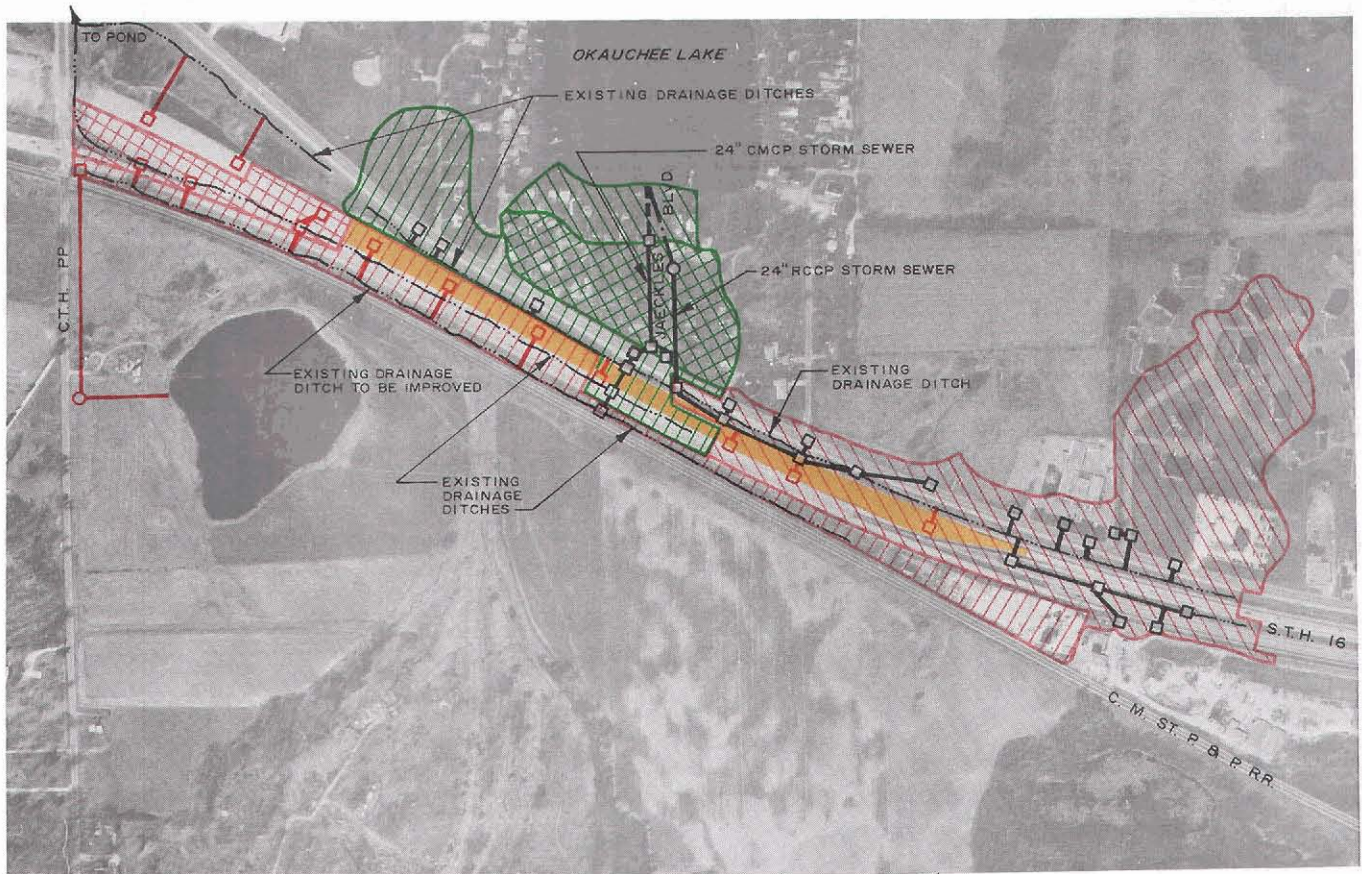 TO POND
OKAUCHEE LAKE
EXISTING DRAINAGE DITCHES
24" CMCP STORM SEWER
JAECKLES BLVD
24" RCCP STORM SEWER
C.T.H. PP
EXISTING DRAINAGE
DITCH TO BE IMPROVED
EXISTING
DRAINAGE DITCH
EXISTING
DRAINAGE
DITCHES
S.T.H. 16
C. M. ST. P. & P. RR.